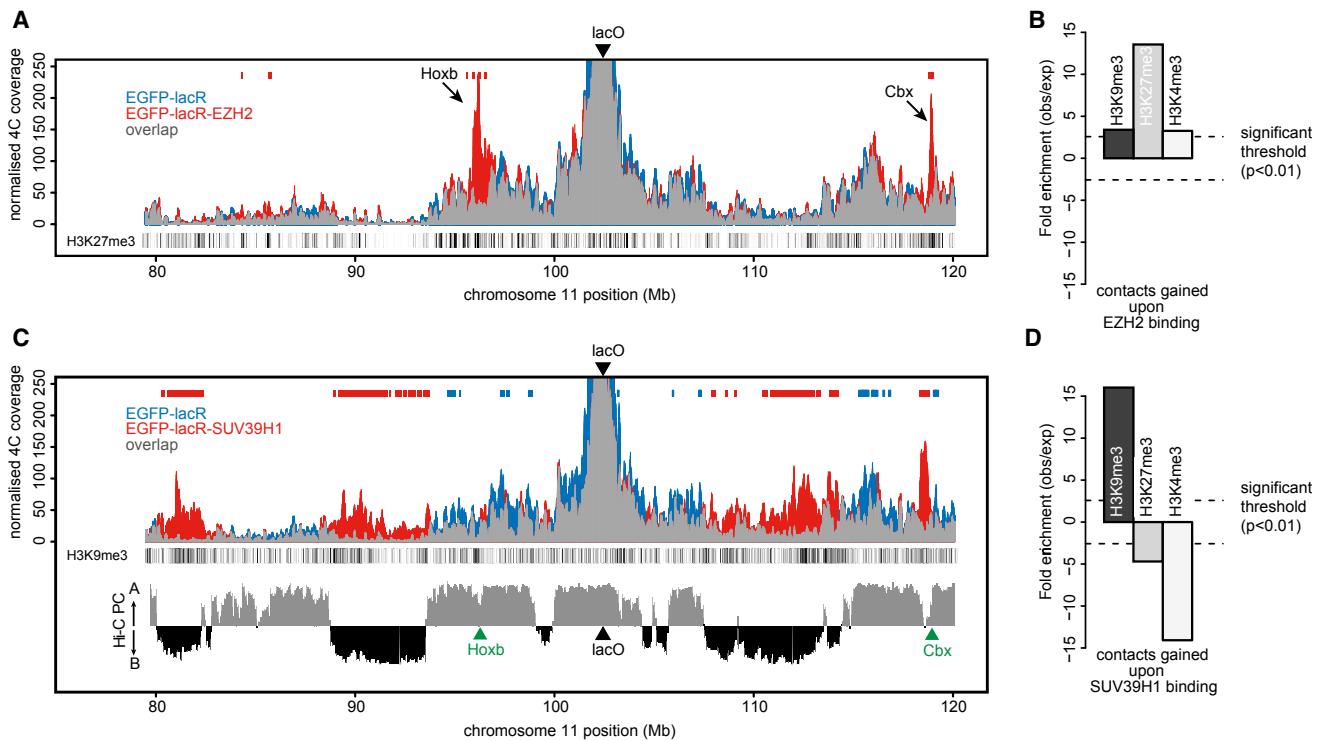 A
lacO
normalised 4C coverage
0 50 100 150 200 250
EGFP-lacR
EGFP-lacR-EZH2
overlap
Hoxb
Cbx
H3K27me3
80 90 100 110 120
chromosome 11 position (Mb)
B
Fold enrichment (obs/exp)
15
10
5
0
−5
−10
−15
H3K9me3
H3K27me3
H3K4me3
significant
threshold
(p<0.01)
contacts gained
upon
EZH2 binding
C
lacO
normalised 4C coverage
0 50 100 150 200 250
EGFP-lacR
EGFP-lacR-SUV39H1
overlap
H3K9me3
Hi-C PC
A
B
Hoxb
lacO
Cbx
80 90 100 110 120
chromosome 11 position (Mb)
D
Fold enrichment (obs/exp)
15
10
5
0
−5
−10
−15
H3K9me3
H3K27me3
H3K4me3
significant
threshold
(p<0.01)
contacts gained
upon
SUV39H1 binding